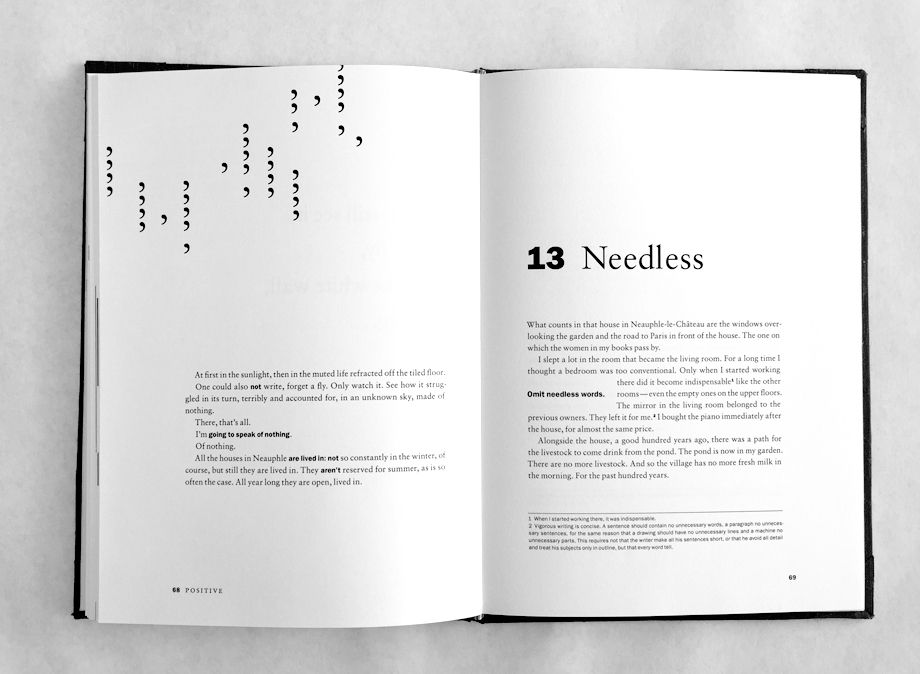 At first in the sunlight, then in the muted life refracted off the tiled floor.
One could also not write, forget a fly. Only watch it. See how it strug-
gled in its turn, terribly and accounted for, in an unknown sky, made of
nothing.
There, that's all.
I'm going to speak of nothing.
Of nothing.
All the houses in Neauphle are lived in: not so constantly in the winter, of
course, but still they are lived in. They aren't reserved for summer, as is so
often the case. All year long they are open, lived in.
68 POSITIVE
13 Needless
What counts in that house in Neauphle-le-Château are the windows over-
looking the garden and the road to Paris in front of the house. The one on
which the women in my books pass by.
I slept a lot in the room that became the living room. For a long time I
thought a bedroom was too conventional. Only when I started working
there did it become indispensable¹ like the other
Omit needless words.
rooms—even the empty ones on the upper floors.
The mirror in the living room belonged to the
previous owners. They left it for me.² I bought the piano immediately after
the house, for almost the same price.
Alongside the house, a good hundred years ago, there was a path for
the livestock to come drink from the pond. The pond is now in my garden.
There are no more livestock. And so the village has no more fresh milk in
the morning. For the past hundred years.
1 When I started working there, it was indispensable.
2 Vigorous writing is concise. A sentence should contain no unnecessary words, a paragraph no unneces-
sary sentences, for the same reason that a drawing should have no unnecessary lines and a machine no
unnecessary parts. This requires not that the writer make all his sentences short, or that he avoid all detail
and treat his subjects only in outline, but that every word tell.
69